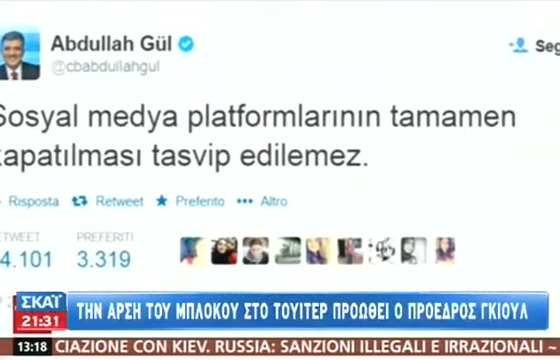 Abdullah Gül
@cbabdullahgul
Seg
Sosyal medya platformlarının tamamen
kapatılması tasvip edilemez.
Risposta Retweet Preferito Altro
ETWEET PREFERITI
4.101 3.319
ΣΚΑΪ
21:31
ΤΗΝ ΑΡΣΗ ΤΟΥ ΜΠΛΟΚΟΥ ΣΤΟ ΤΟΥΙΤΕΡ ΠΡΟΩΘΕΙ Ο ΠΡΟΕΔΡΟΣ ΓΚΙΟΥΛ
13:18 CIAZIONE CON KIEV. RUSSIA: SANZIONI ILLEGALI E IRRAZIONALI